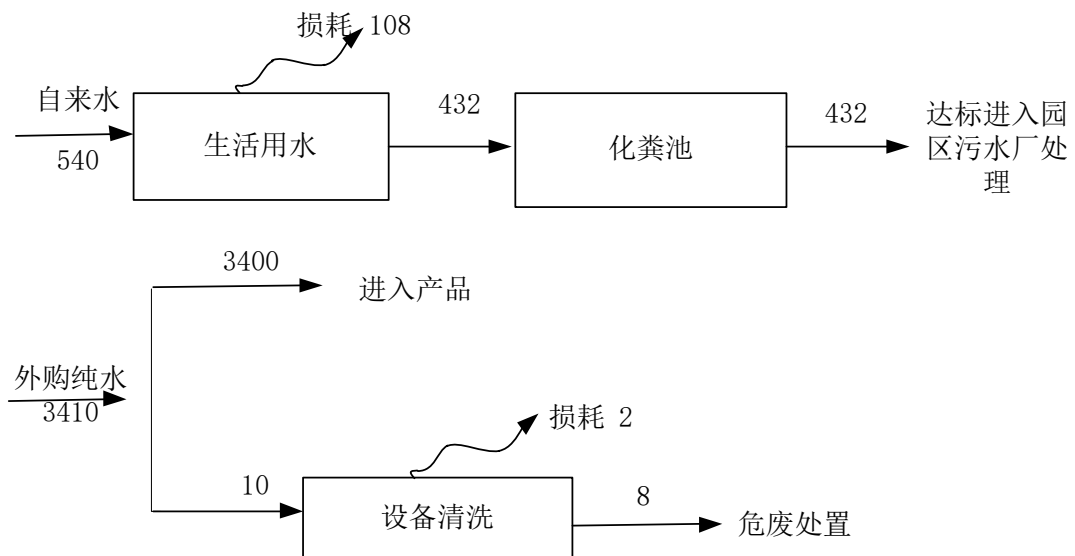 损耗 108
自来水
540
生活用水
432
化粪池
432
达标进入园
区污水厂处
理
3400
进入产品
外购纯水
3410
损耗 2
10
设备清洗
8
危废处置